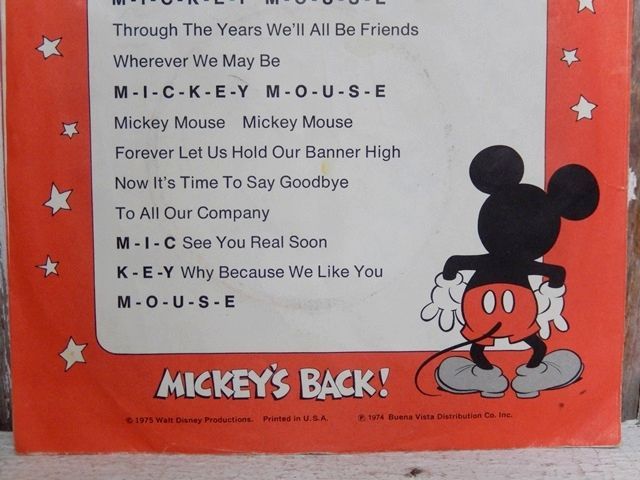 M-I-C-K-E-Y M-O-U-S-E
Through The Years We'll All Be Friends
Wherever We May Be
M-I-C-K-E-Y M-O-U-S-E
Mickey Mouse Mickey Mouse
Forever Let Us Hold Our Banner High
Now It's Time To Say Goodbye
To All Our Company
M-I-C See You Real Soon
K-E-Y Why Because We Like You
M-O-U-S-E
MICKEY'S BACK!
© 1975 Walt Disney Productions. Printed in U.S.A. ℗ 1974 Buena Vista Distribution Co. Inc.